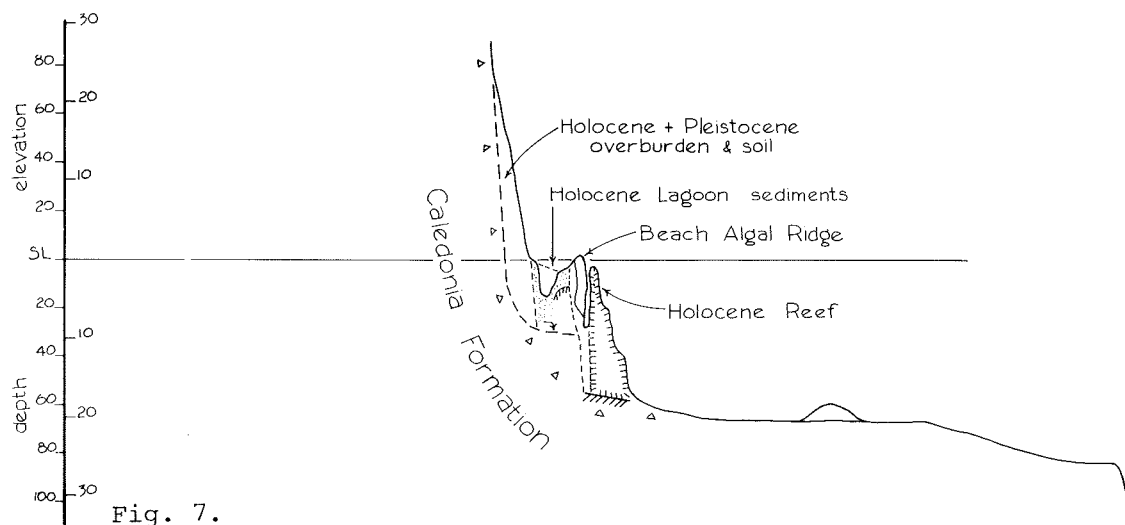 30
80
20
60
elevation
40
10
20
SL
20
10
40
60
depth
20
80
100
30
Holocene + Pleistocene
overburden & soil
Holocene Lagoon sediments
Beach Algal Ridge
Holocene Reef
Caledonia Formation
Fig. 7.